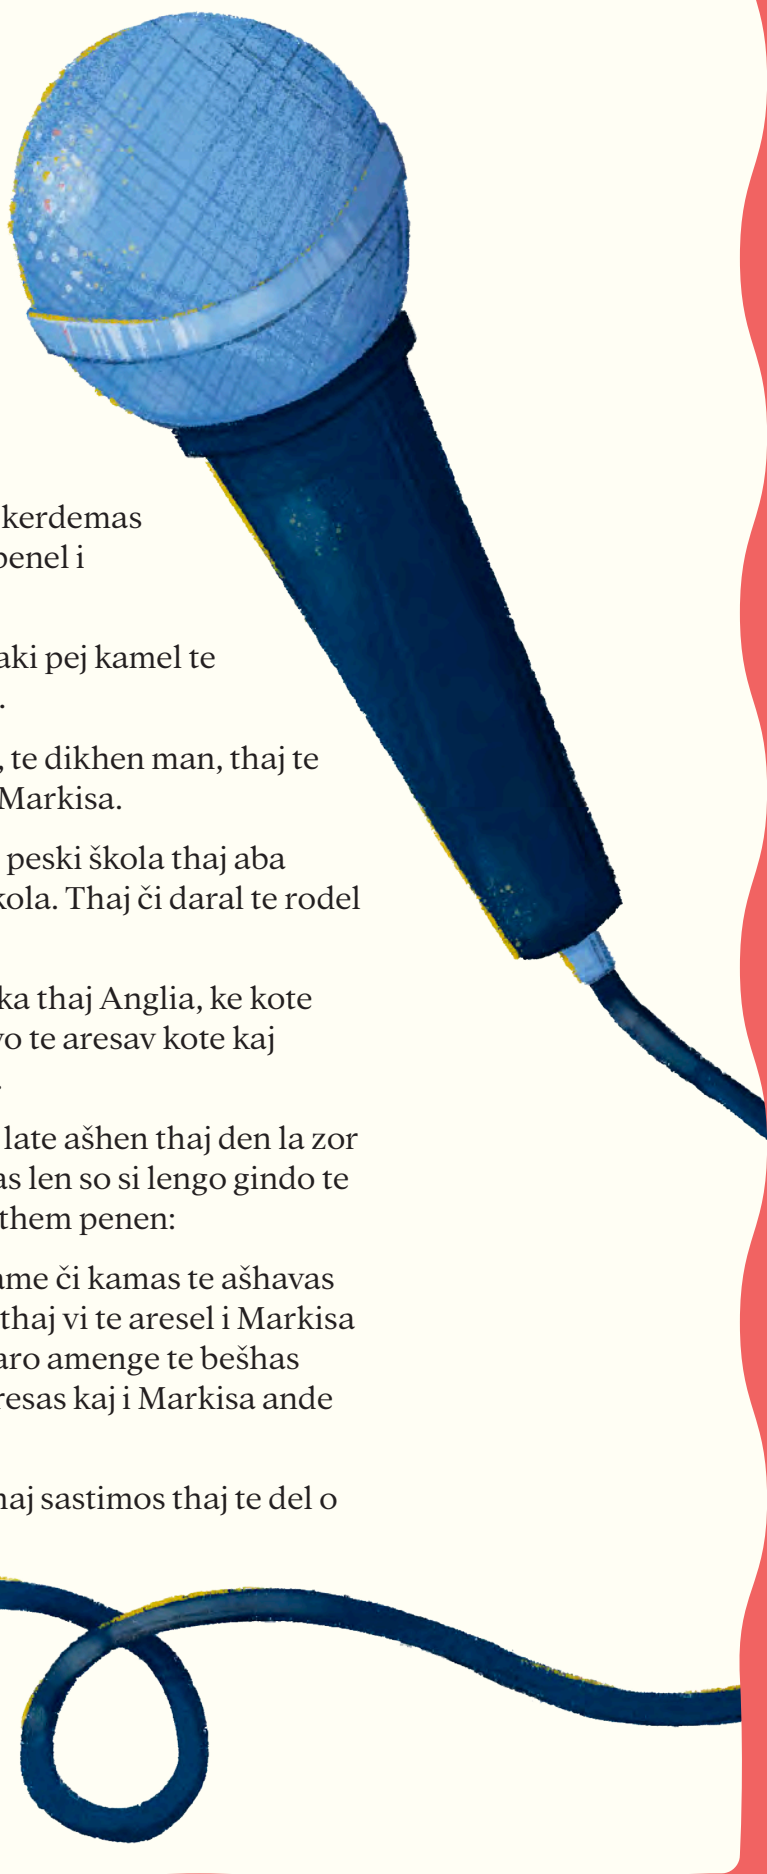 kerdemas
penel i
aki pej kamel te
.
, te dikhen man, thaj te
Markisa.
peski škola thaj aba
kola. Thaj či daral te rodel
ka thaj Anglia, ke kote
vo te aresav kote kaj
.
late ašhen thaj den la zor
as len so si lengo gindo te
them penen:
ame či kamas te ašhavas
thaj vi te aresel i Markisa
aro amenge te bešhas
resas kaj i Markisa ande
naj sastimos thaj te del o